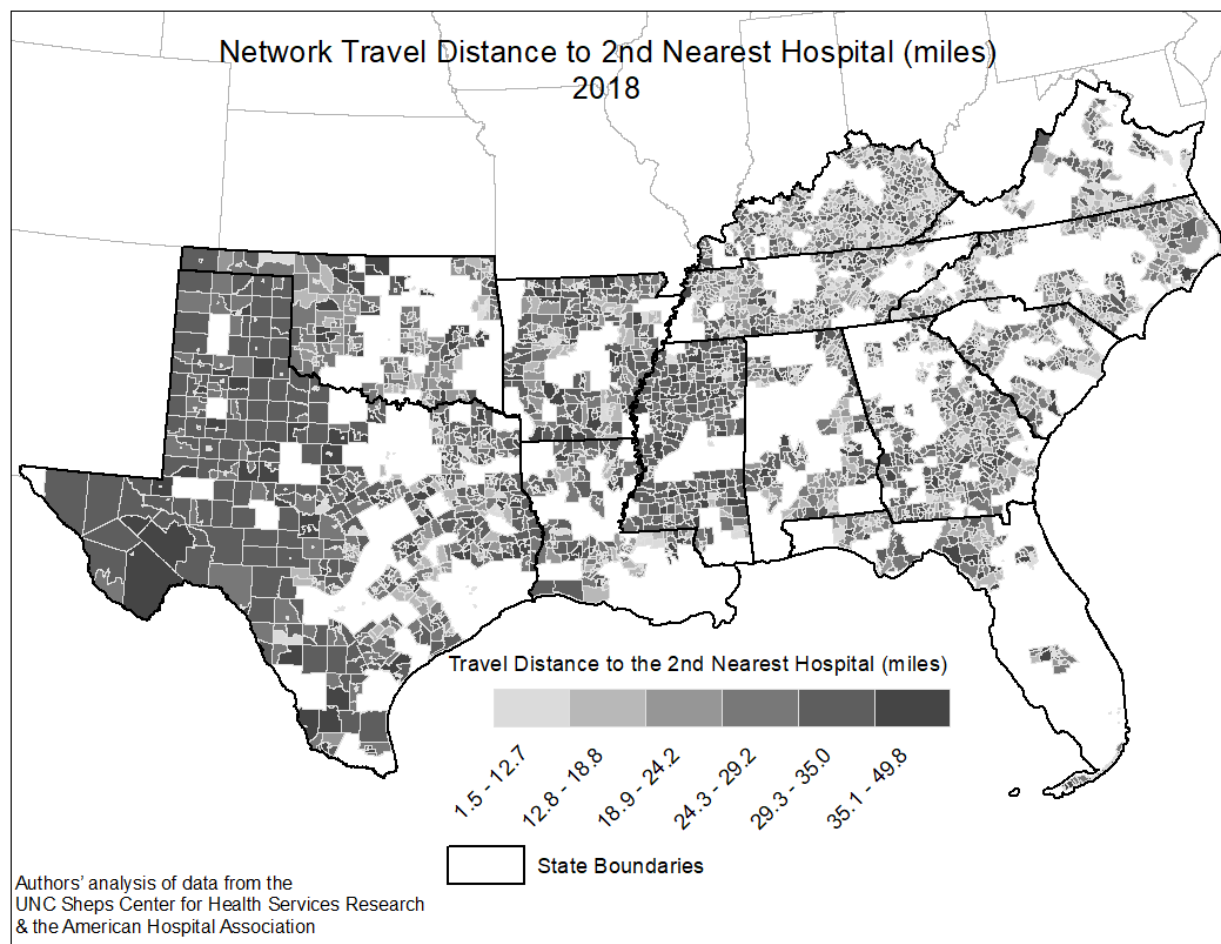 Network Travel Distance to 2nd Nearest Hospital (miles)
2018
Travel Distance to the 2nd Nearest Hospital (miles)
1.5 - 12.7
12.8 - 18.8
18.9 - 24.2
24.3 - 29.2
29.3 - 35.0
35.1 - 49.8
State Boundaries
Authors' analysis of data from the
UNC Sheps Center for Health Services Research
& the American Hospital Association